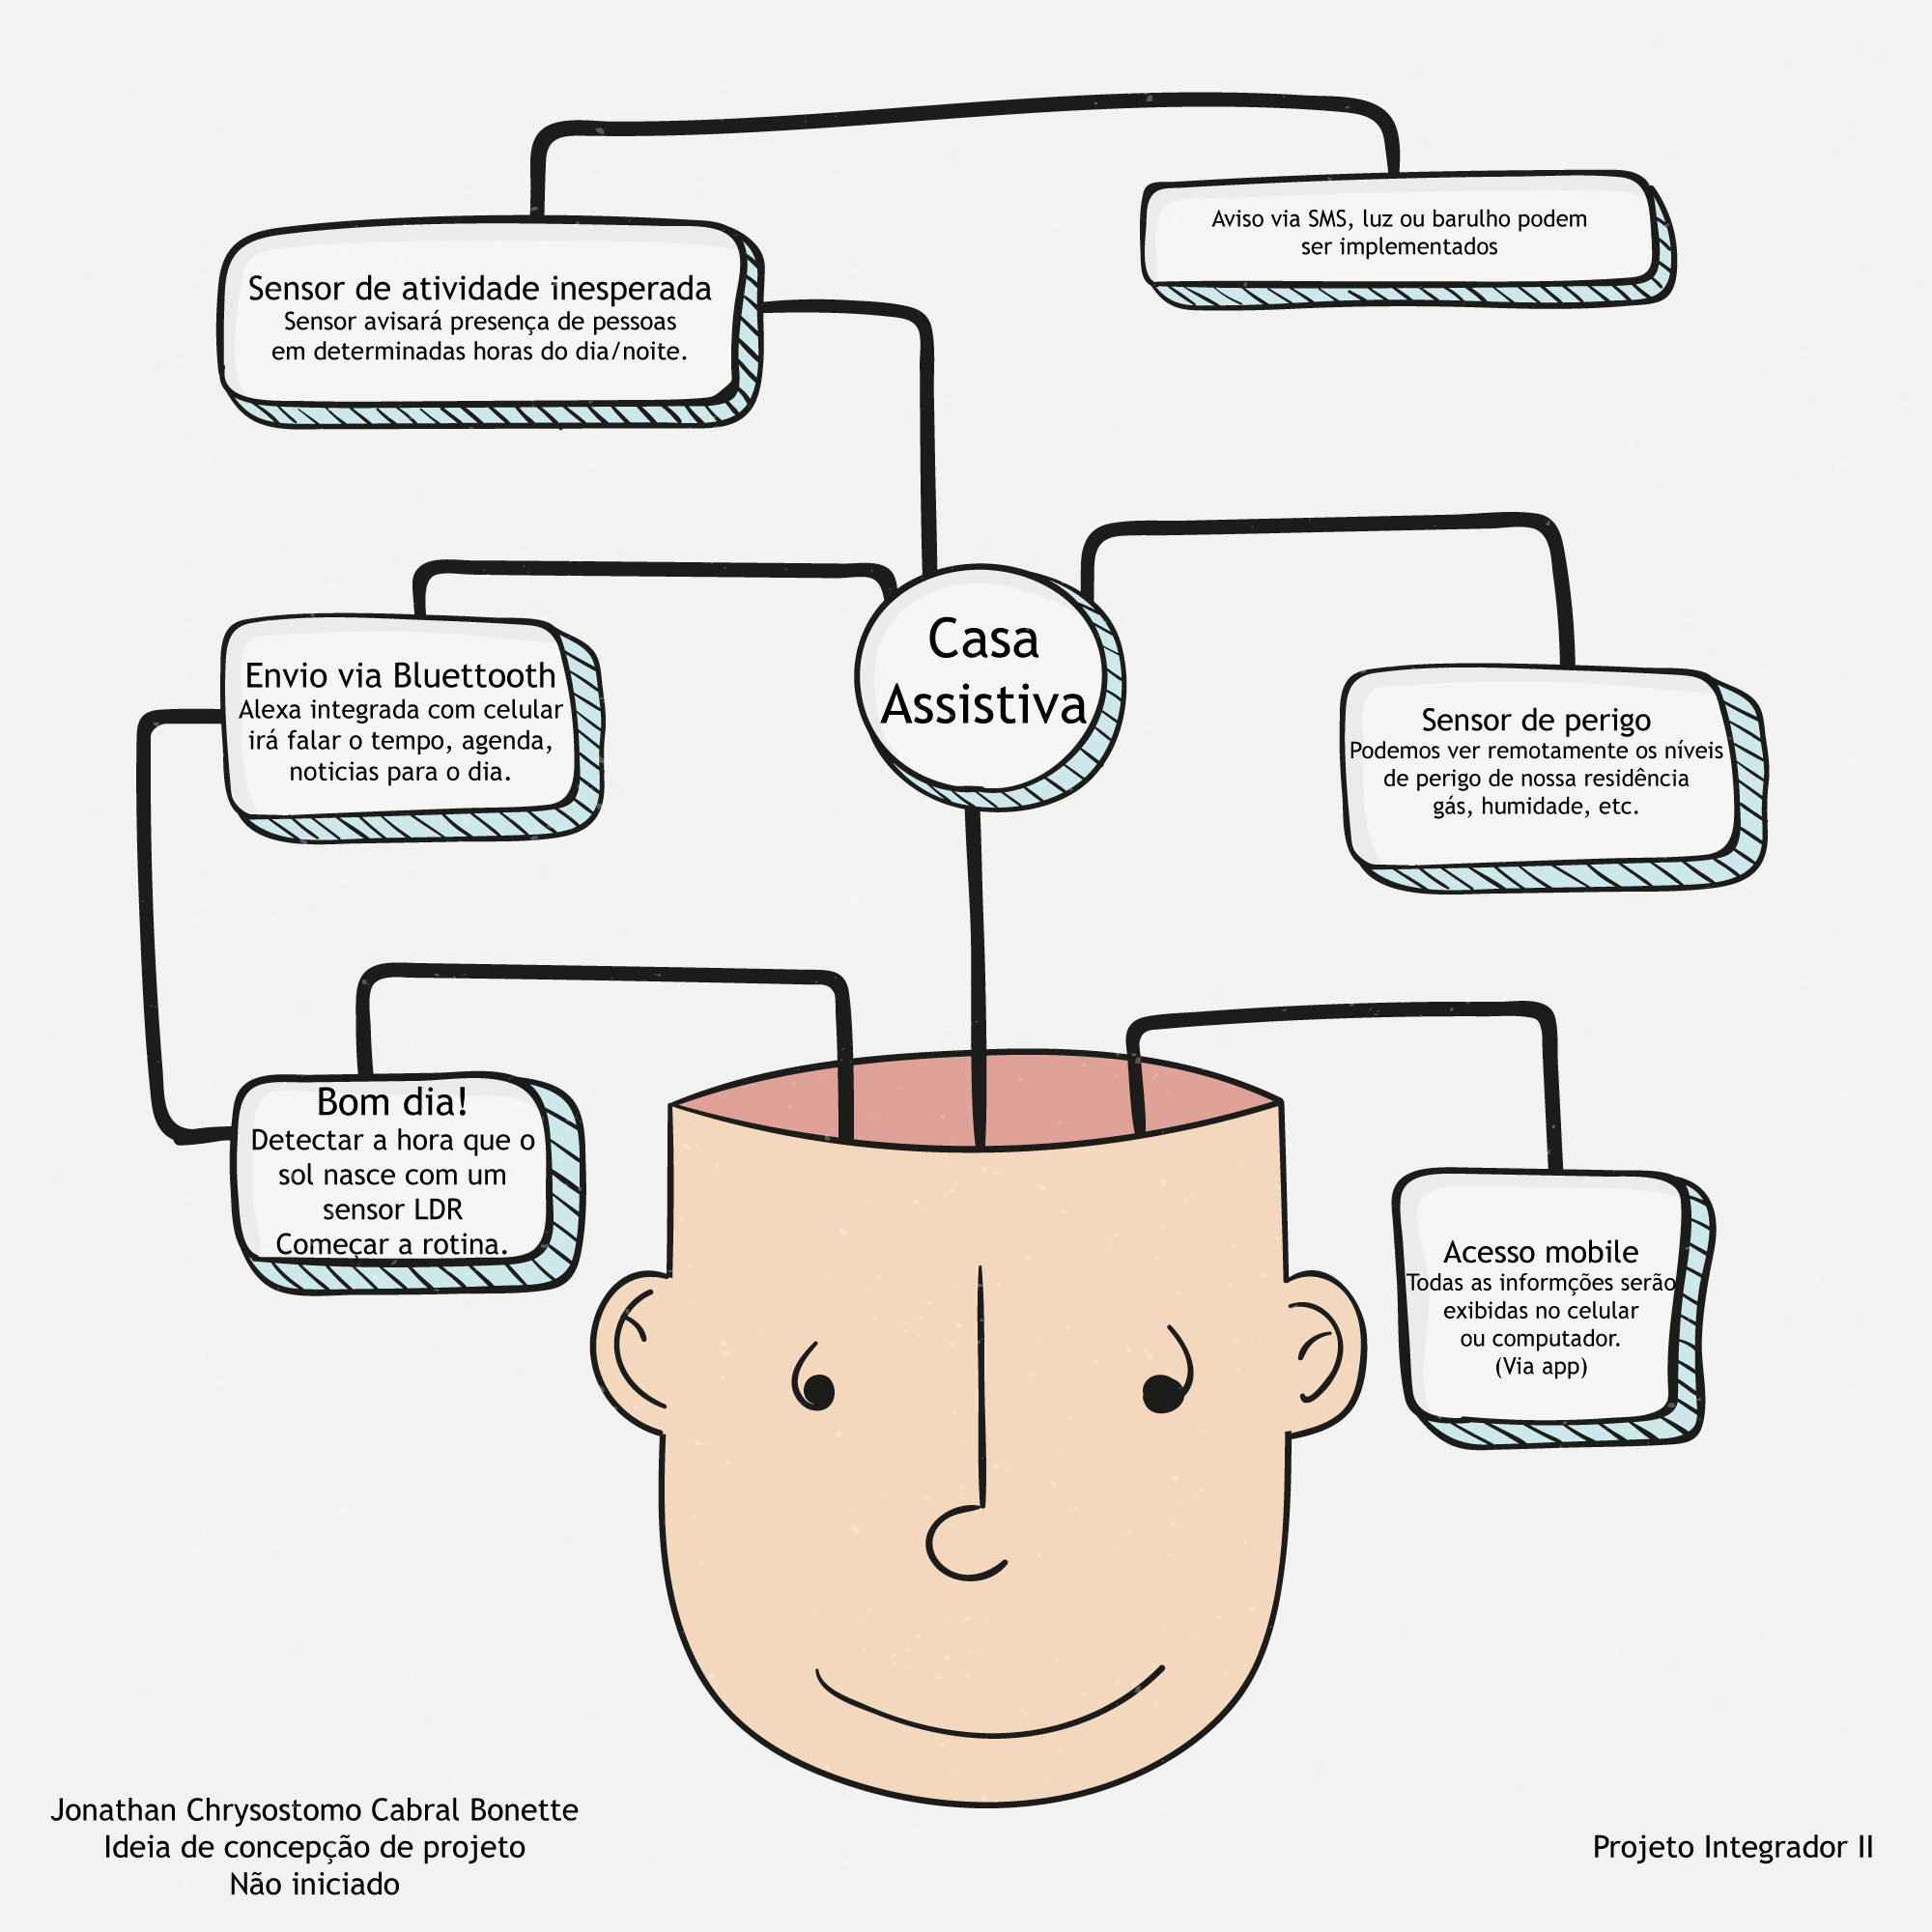 Aviso via SMS, luz ou barulho podem
ser implementados
Sensor de atividade inesperada
Sensor avisará presença de pessoas
em determinadas horas do dia/noite.
Casa
Assistiva
Envio via Bluettooth
Alexa integrada com celular
irá falar o tempo, agenda,
noticias para o dia.
Sensor de perigo
Podemos ver remotamente os níveis
de perigo de nossa residência
gás, humidade, etc.
Bom dia!
Detectar a hora que o
sol nasce com um
sensor LDR
Começar a rotina.
Acesso mobile
Todas as informções serão
exibidas no celular
ou computador.
(Via app)
Jonathan Chrysostomo Cabral Bonette
Ideia de concepção de projeto
Não iniciado
Projeto Integrador II